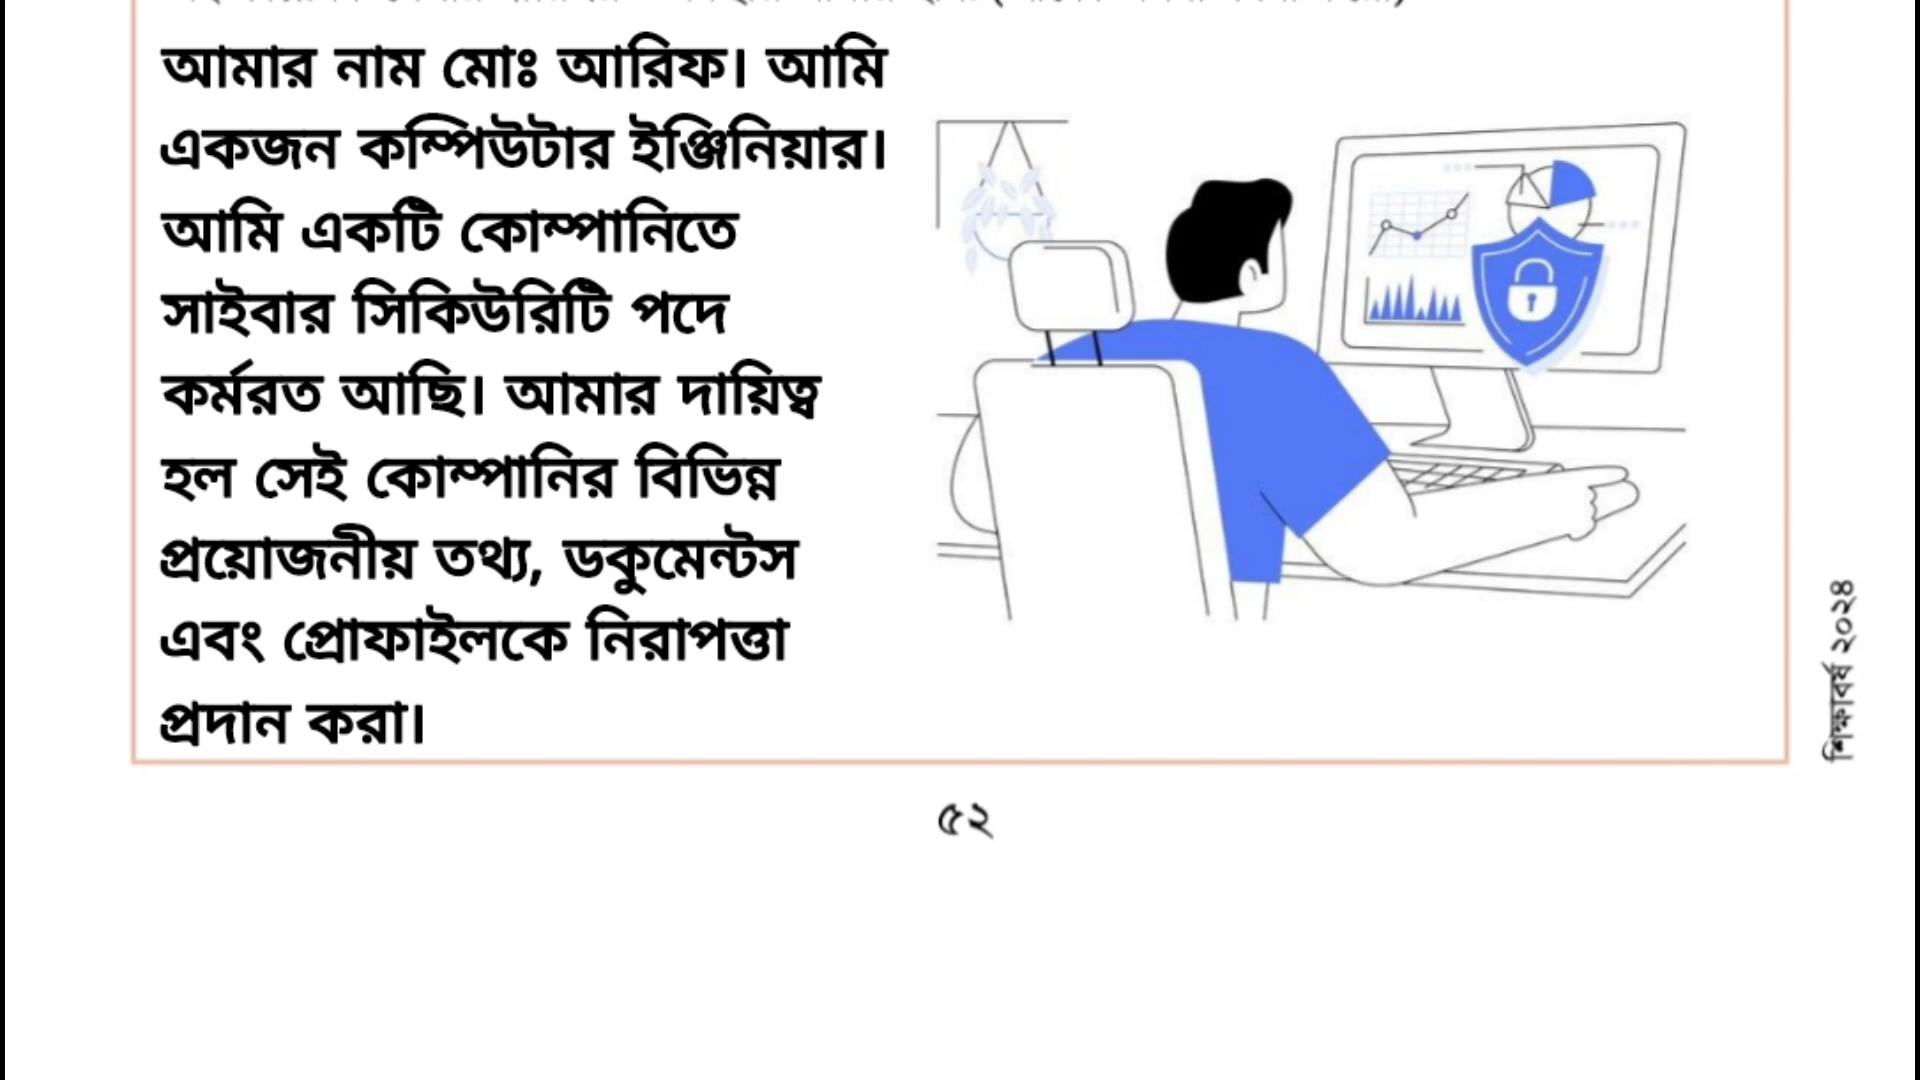 আমার নাম মোঃ আরিফ। আমি
একজন কম্পিউটার ইঞ্জিনিয়ার।
আমি একটি কোম্পানিতে
সাইবার সিকিউরিটি পদে
কর্মরত আছি। আমার দায়িত্ব
হল সেই কোম্পানির বিভিন্ন
প্রয়োজনীয় তথ্য, ডকুমেন্টস
এবং প্রোফাইলকে নিরাপত্তা
প্রদান করা।
শিক্ষাবর্ষ ২০২৪
৫২